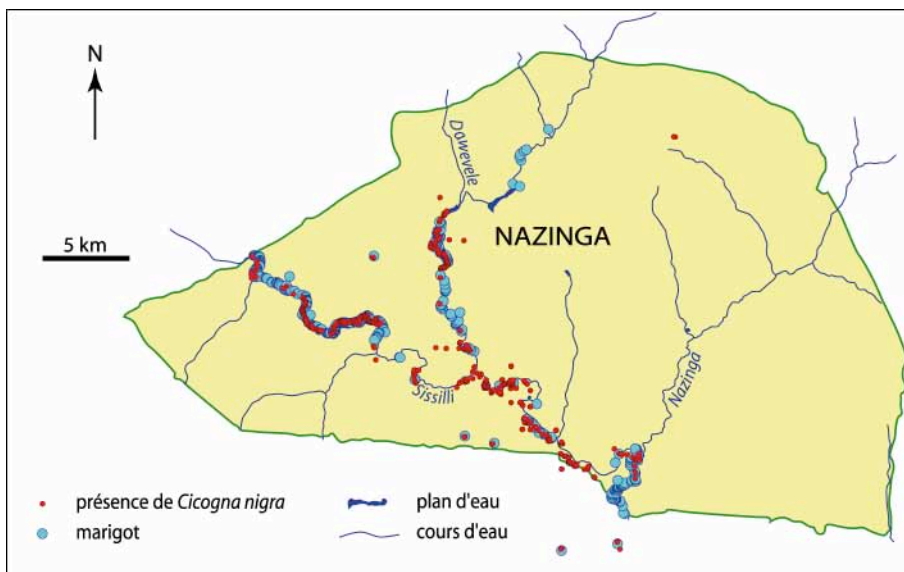 N
Dawevele
5 km
NAZINGA
Sissilli
Nazinga
présence de Cicogna nigra
marigot
plan d'eau
cours d'eau